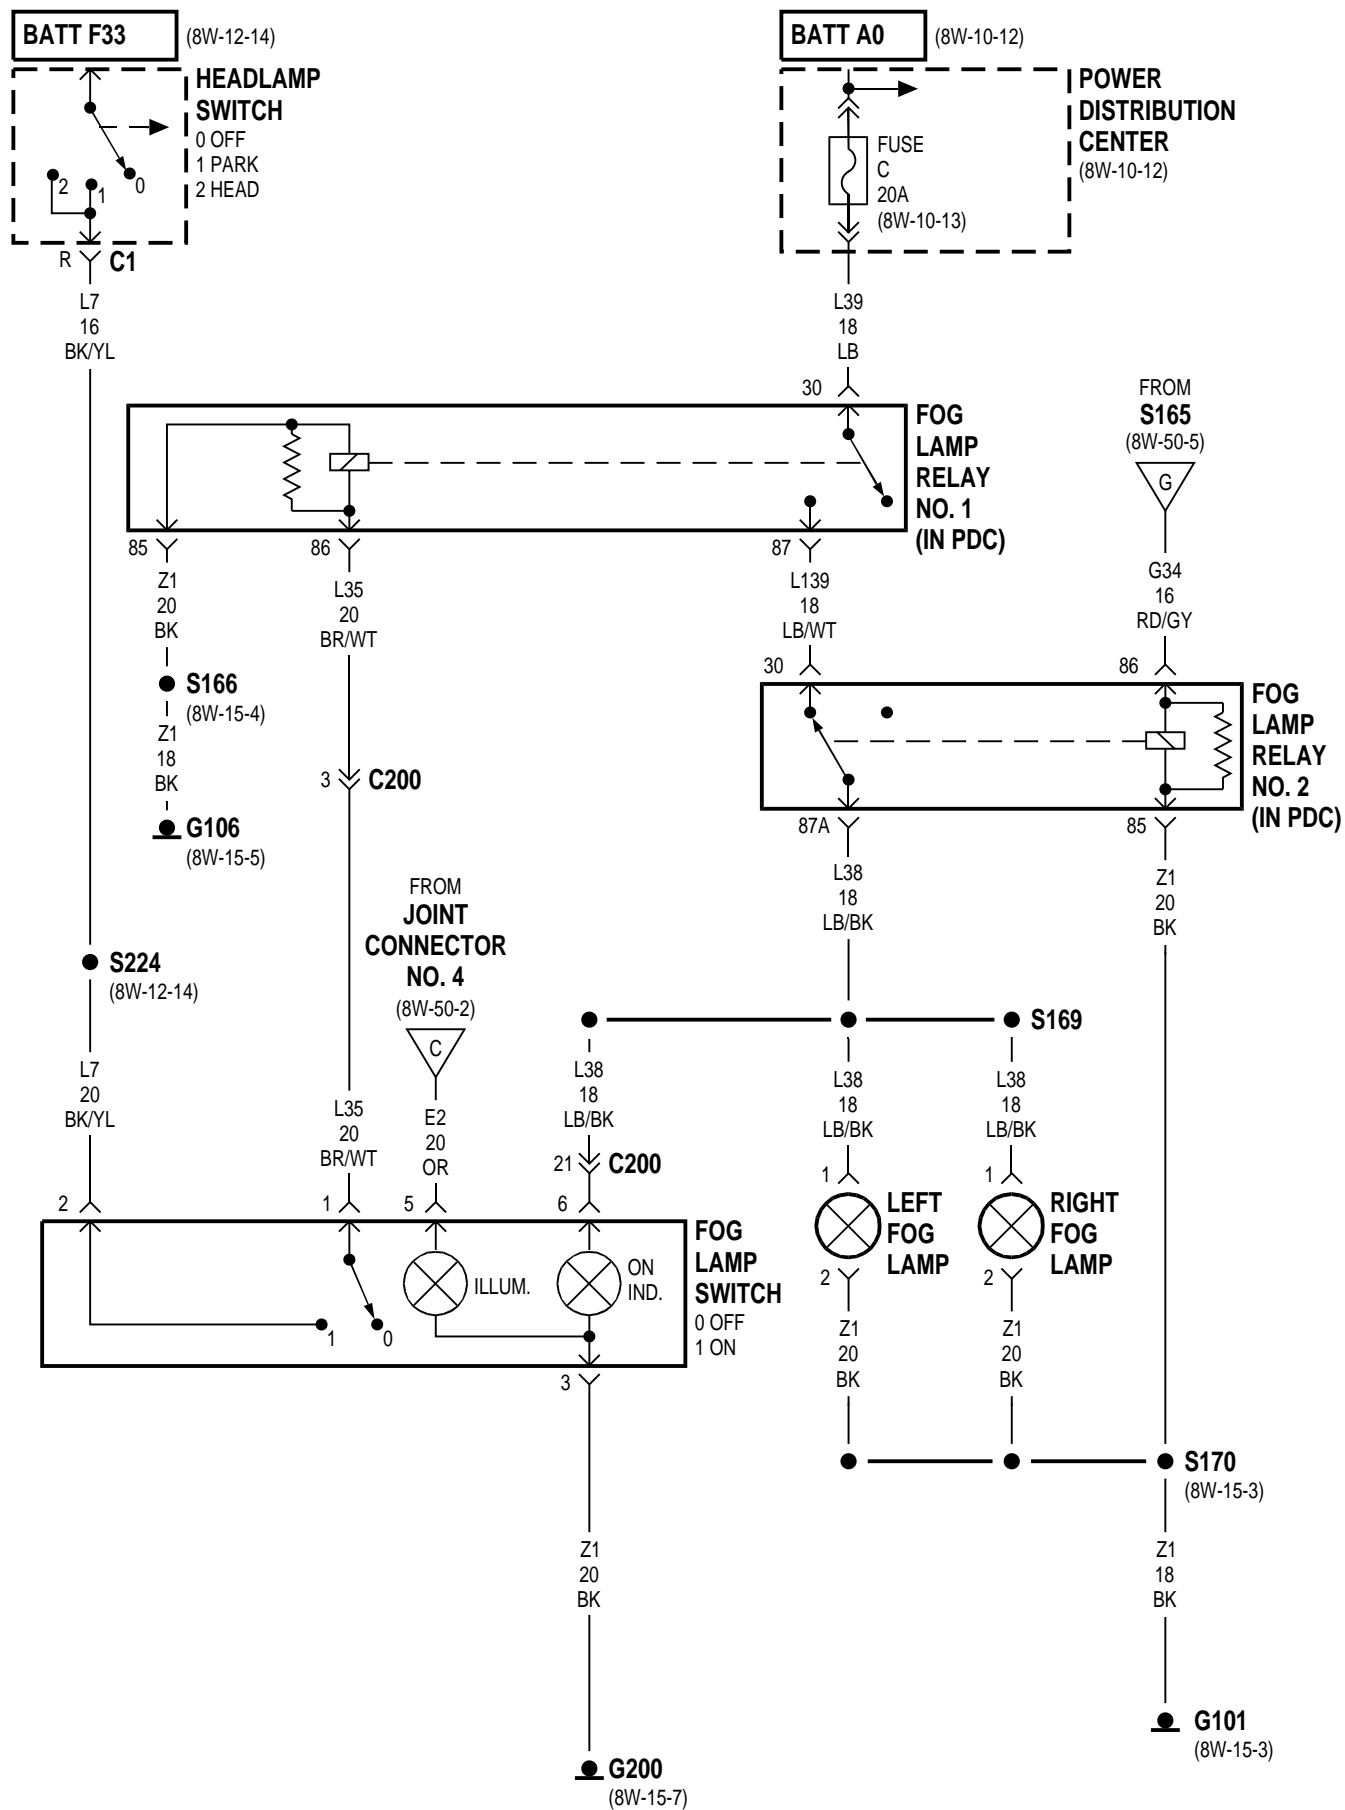 BATT F33
(8W-12-14)
HEADLAMP
SWITCH
0 OFF
1 PARK
2 HEAD
2
1
0
R
C1
L7
16
BK/YL
BATT A0
(8W-10-12)
POWER
DISTRIBUTION
CENTER
(8W-10-12)
FUSE
C
20A
(8W-10-13)
L39
18
LB
30
FOG
LAMP
RELAY
NO. 1
(IN PDC)
85
86
87
FROM
S165
(8W-50-5)
G
G34
16
RD/GY
Z1
20
BK
S166
(8W-15-4)
Z1
18
BK
G106
(8W-15-5)
L35
20
BR/WT
3
C200
L139
18
LB/WT
30
86
FOG
LAMP
RELAY
NO. 2
(IN PDC)
87A
85
L38
18
LB/BK
Z1
20
BK
FROM
JOINT
CONNECTOR
NO. 4
(8W-50-2)
C
S224
(8W-12-14)
S169
L7
20
BK/YL
L35
20
BR/WT
E2
20
OR
L38
18
LB/BK
21
C200
L38
18
LB/BK
L38
18
LB/BK
2
1
5
6
1
1
LEFT
FOG
LAMP
RIGHT
FOG
LAMP
2
2
FOG
LAMP
SWITCH
0 OFF
1 ON
ILLUM.
ON
IND.
1
0
3
Z1
20
BK
Z1
20
BK
S170
(8W-15-3)
Z1
20
BK
Z1
18
BK
G101
(8W-15-3)
G200
(8W-15-7)